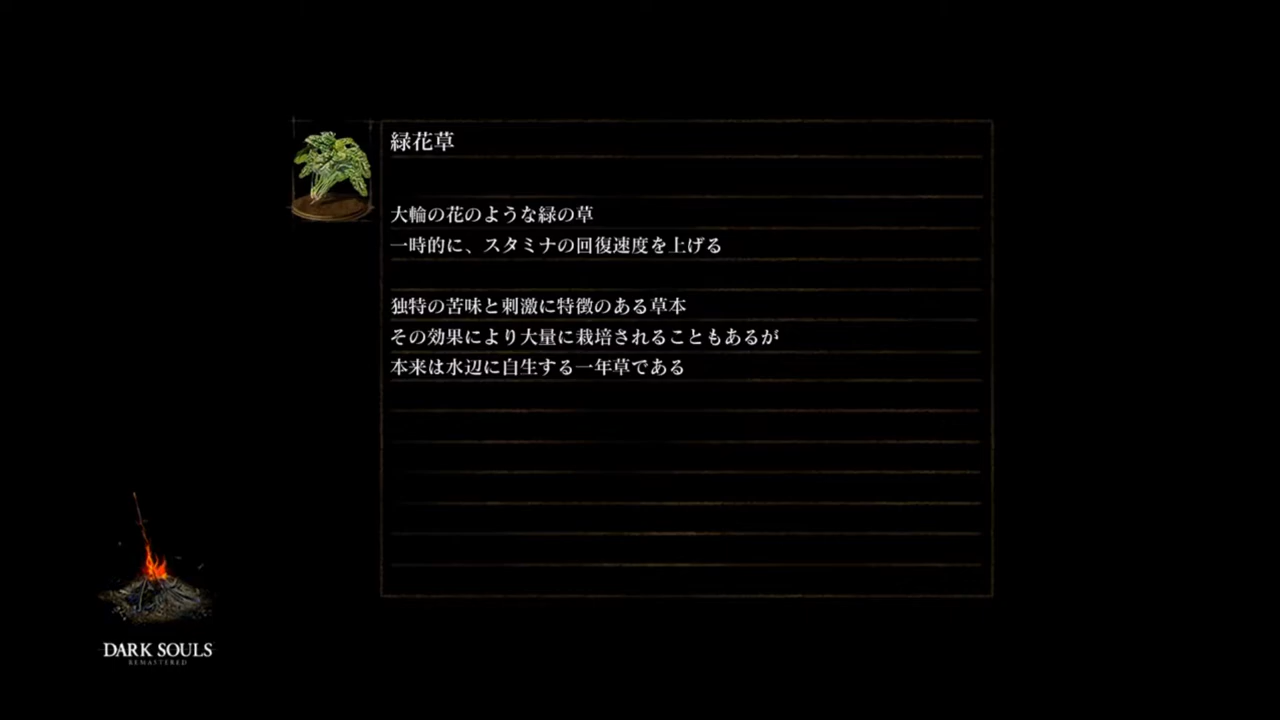 緑花草
大輪の花のような緑の草
一時的に、スタミナの回復速度を上げる
独特の苦味と刺激に特徴のある草本
その効果により大量に栽培されることもあるが
本来は水辺に自生する一年草である
DARK SOULS
REMASTERED